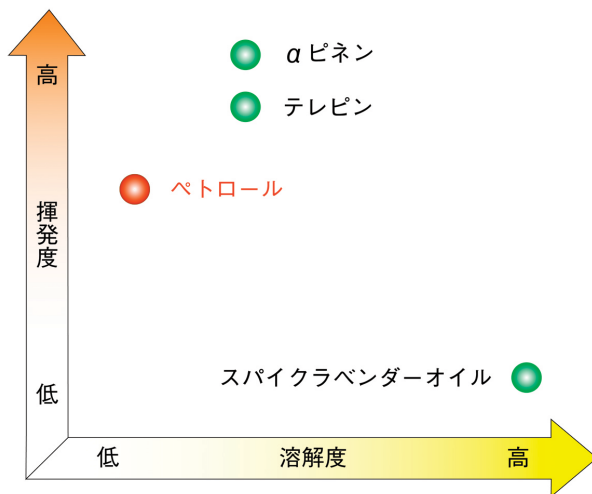 高
αピネン
テレピン
ペトロール
揮発度
スパイクラベンダーオイル
低
低
溶解度
高